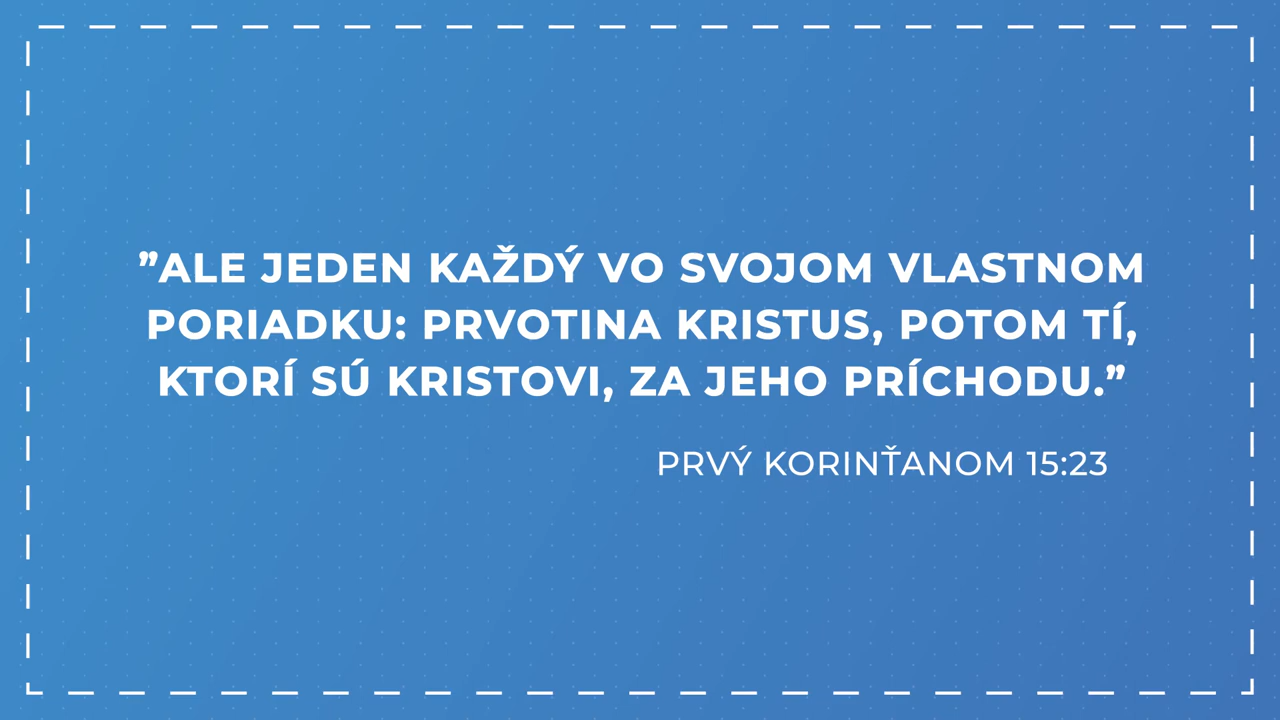 ”ALE JEDEN KAŽDÝ VO SVOJOM VLASTNOM
PORIADKU: PRVOTINA KRISTUS, POTOM TÍ,
KTORÍ SÚ KRISTOVI, ZA JEHO PRÍCHODU.”
PRVÝ KORINŤANOM 15:23